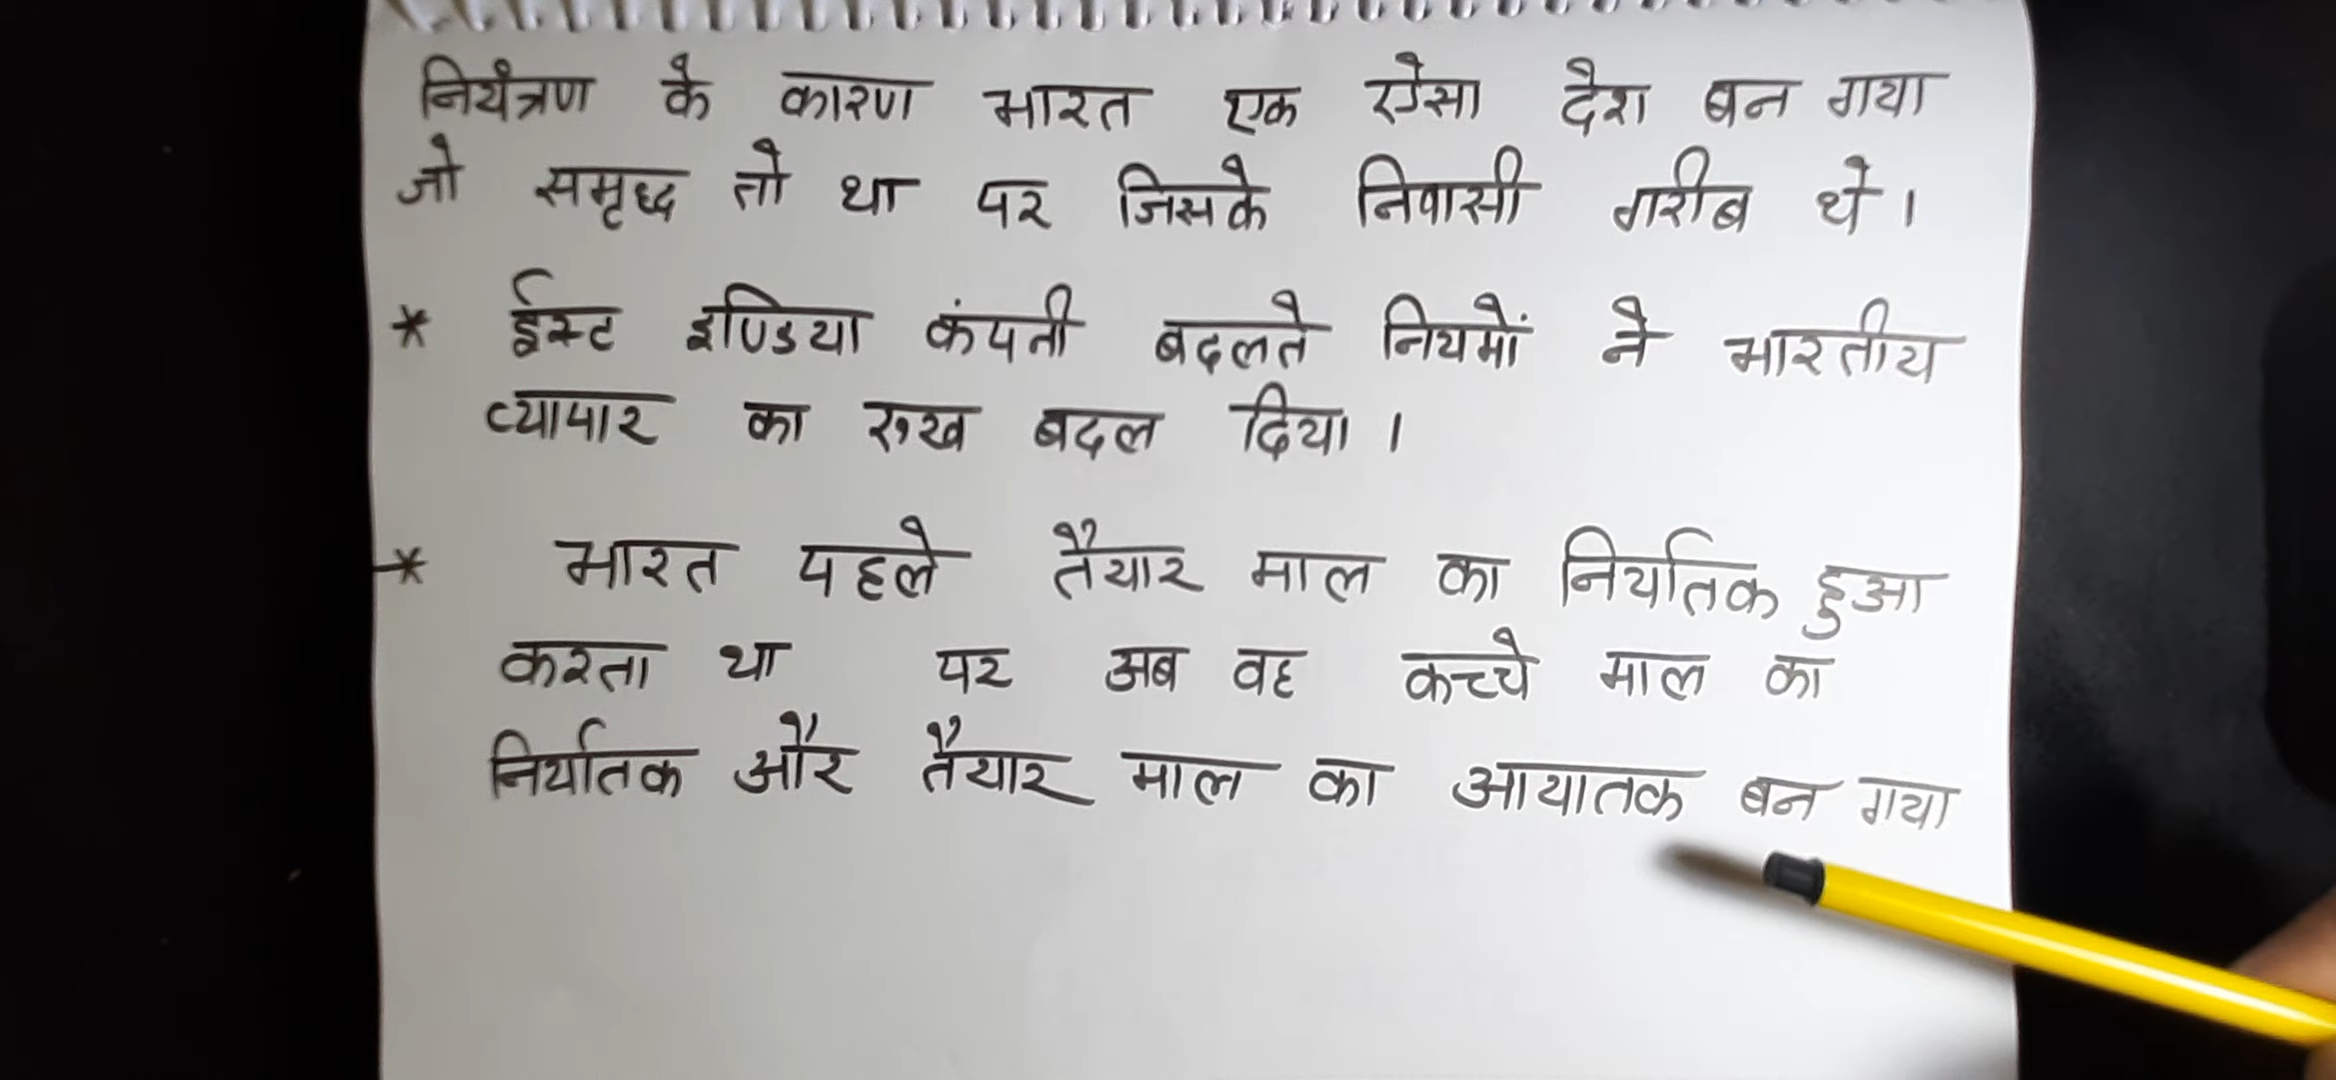 नियंत्रण के कारण भारत एक ऐसा देश बन गया
जो समृद्ध तो था पर जिसके निवासी गरीब थे।
* ईस्ट इण्डिया कंपनी बदलते नियमों ने भारतीय
व्यापार का रुख बदल दिया।
* भारत पहले तैयार माल का निर्यातक हुआ
करता था पर अब वह कच्चे माल का
निर्यातक और तैयार माल का आयातक बन गया